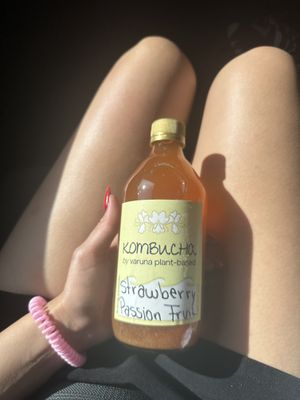 KOMBUCHA
by varuna plant-based
strawberry
Passion Fruit